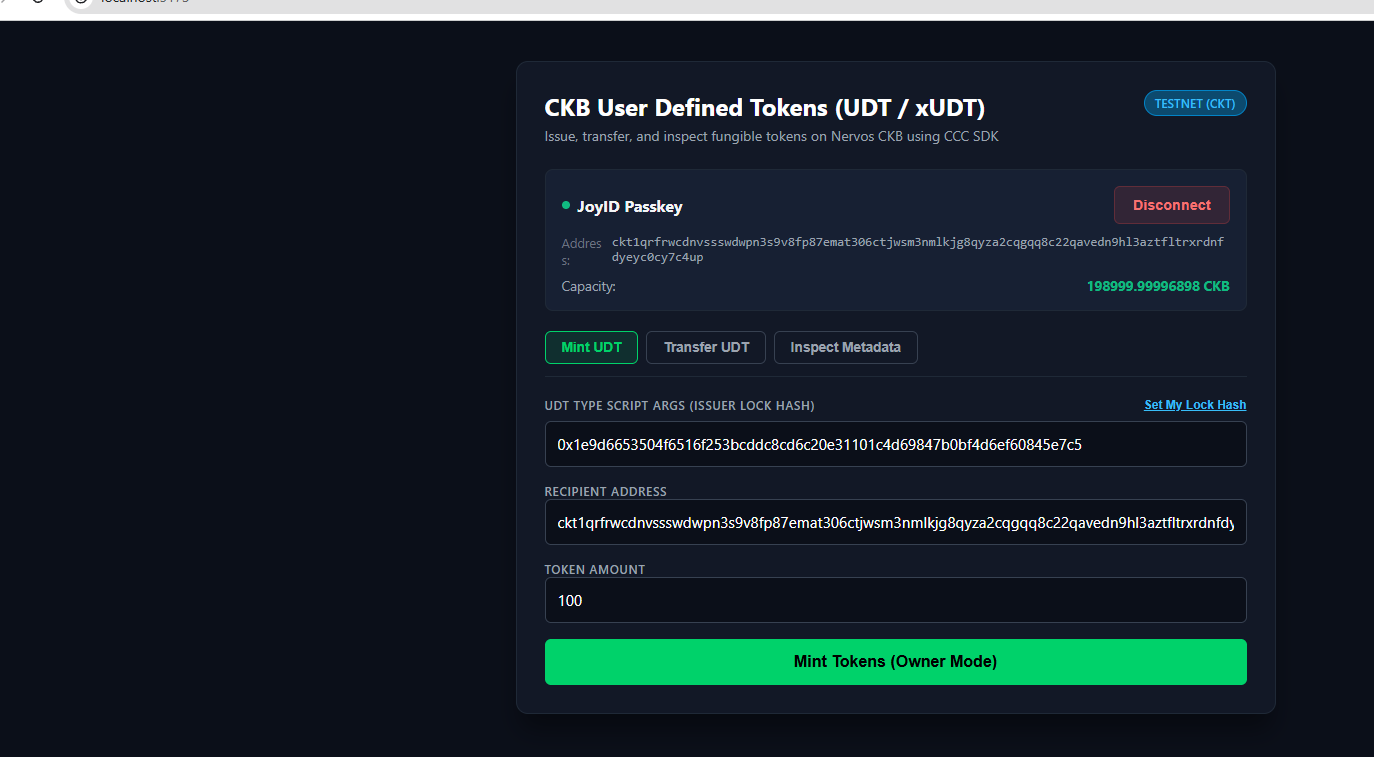 CKB User Defined Tokens (UDT / xUDT)
TESTNET (CKT)
Issue, transfer, and inspect fungible tokens on Nervos CKB using CCC SDK
JoyID Passkey
Disconnect
Addres
s:
ckt1qrfrwcdnvssswdwpn3s9v8fp87emat306ctjwsm3nmlkjg8qyza2cqgqq8c22qavedn9hl3aztfltrxrdnf
dyeyc0cy7c4up
Capacity:
198999.99996898 CKB
Mint UDT
Transfer UDT
Inspect Metadata
UDT TYPE SCRIPT ARGS (ISSUER LOCK HASH)
Set My Lock Hash
0x1e9d6653504f6516f253bcddc8cd6c20e31101c4d69847b0bf4d6ef60845e7c5
RECIPIENT ADDRESS
ckt1qrfrwcdnvssswdwpn3s9v8fp87emat306ctjwsm3nmlkjg8qyza2cqgqq8c22qavedn9hl3aztfltrxrdnfdy
TOKEN AMOUNT
100
Mint Tokens (Owner Mode)